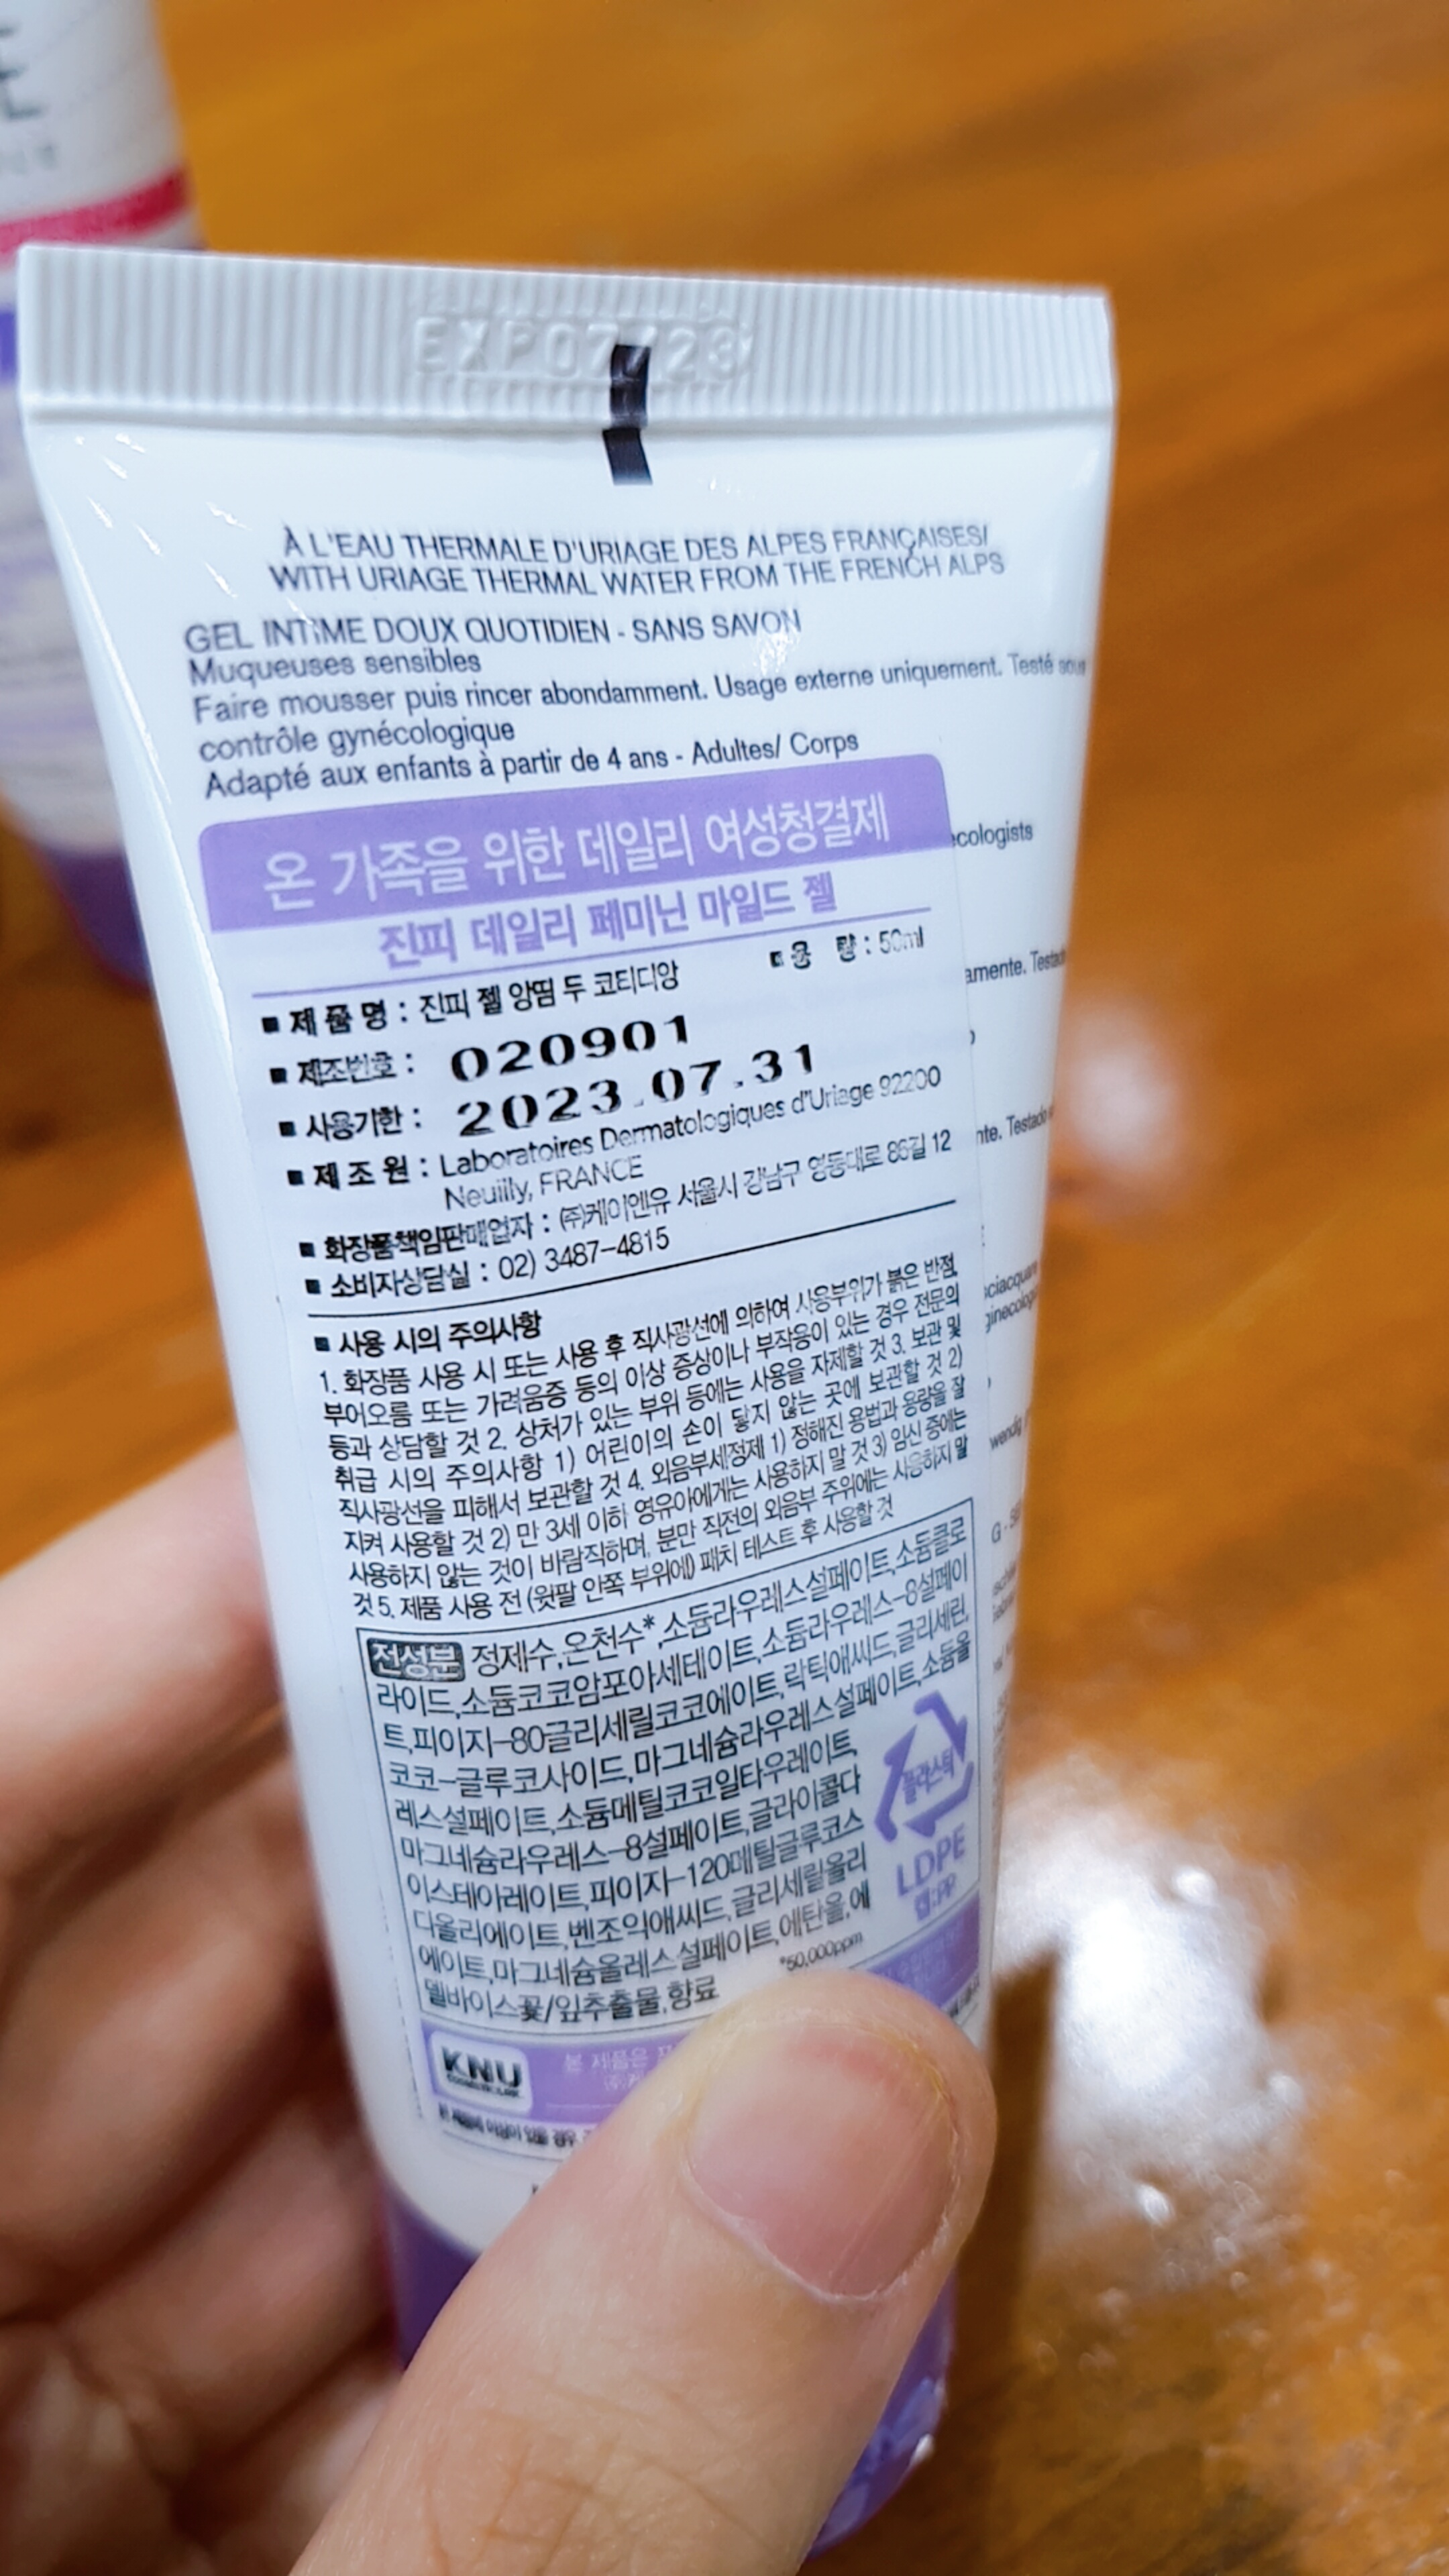 EXP07/23
À L'EAU THERMALE D'URIAGE DES ALPES FRANÇAISES/
WITH URIAGE THERMAL WATER FROM THE FRENCH ALPS
GEL INTIME DOUX QUOTIDIEN - SANS SAVON
Muqueuses sensibles
Faire mousser puis rincer abondamment. Usage externe uniquement. Testé sous
contrôle gynécologique
Adapté aux enfants à partir de 4 ans - Adultes/ Corps
온 가족을 위한 데일리 여성청결제
진피 데일리 페미닌 마일드 젤
■ 제 품 명 : 진피 젤 앙띰 두 코티디앙 ■ 용 량 : 50ml
■ 제조번호 : 020901
■ 사용기한 : 2023.07.31
■ 제 조 원 : Laboratoires Dermatologiques d'Uriage 92200
Neuilly, FRANCE
■ 화장품책임판매업자 : ㈜케이엔유 서울시 강남구 영동대로 86길 12
■ 소비자상담실 : 02) 3487-4815
■ 사용 시의 주의사항
1. 화장품 사용 시 또는 사용 후 직사광선에 의하여 사용부위가 붉은 반점,
부어오름 또는 가려움증 등의 이상 증상이나 부작용이 있는 경우 전문의
등과 상담할 것 2. 상처가 있는 부위 등에는 사용을 자제할 것 3. 보관 및
취급 시의 주의사항 1) 어린이의 손이 닿지 않는 곳에 보관할 것 2)
직사광선을 피해서 보관할 것 4. 외음부세정제 1) 정해진 용법과 용량을 잘
지켜 사용할 것 2) 만 3세 이하 영유아에게는 사용하지 말 것 3) 임신 중에는
사용하지 않는 것이 바람직하며, 분만 직전의 외음부 주위에는 사용하지 말
것 5. 제품 사용 전 (윗팔 안쪽 부위에) 패치 테스트 후 사용할 것
전성분 정제수,온천수*,소듐라우레스설페이트,소듐클로
라이드,소듐코코암포아세테이트,소듐라우레스-8설페이
트,피이지-80글리세릴코코에이트,락틱애씨드,글리세린,
코코-글루코사이드,마그네슘라우레스설페이트,소듐올
레스설페이트,소듐메틸코코일타우레이트,
마그네슘라우레스-8설페이트,글라이콜다
이스테아레이트,피이지-120메틸글루코스
디올리에이트,벤조익애씨드,글리세릴올리
에이트,마그네슘올레스설페이트,에탄올,에
델바이스꽃/잎추출물,향료 *50,000ppm
플라스틱
LDPE
캡:PP
KNU
ecologists
amente. Testado
nte. Testado